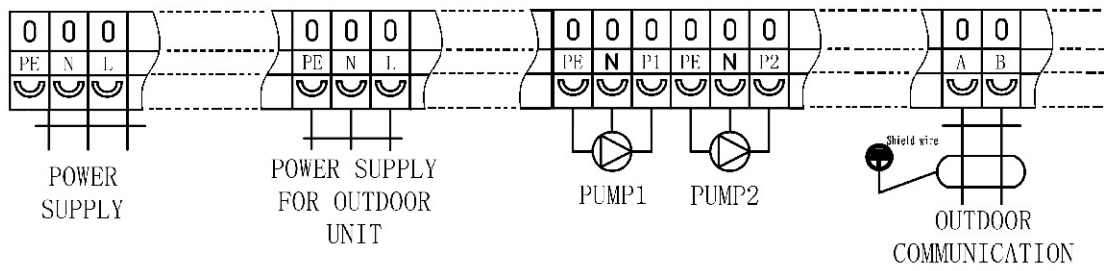 0 0 0 0 0 0 0 0 0 0 0 0 0 0
PE N L PE N L PE N P1 PE N P2 A B
Shield wire
POWER
SUPPLY
POWER SUPPLY
FOR OUTDOOR
UNIT
PUMP1 PUMP2
OUTDOOR
COMMUNICATION